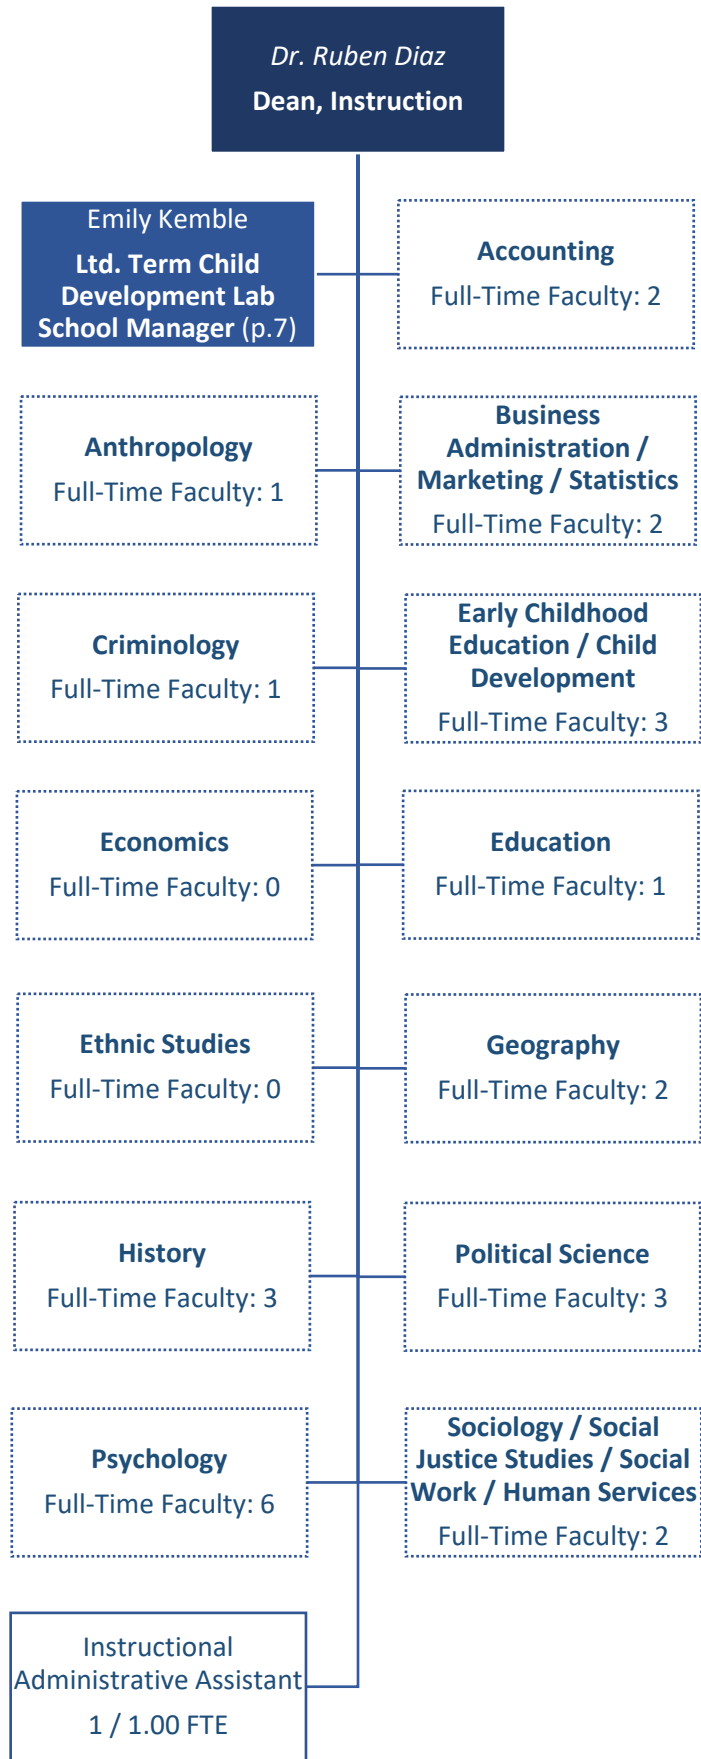 Dr. Ruben Diaz
Dean, Instruction
Emily Kemble
Ltd. Term Child
Development Lab
School Manager (p.7)
Accounting
Full-Time Faculty: 2
Anthropology
Full-Time Faculty: 1
Business
Administration /
Marketing / Statistics
Full-Time Faculty: 2
Criminology
Full-Time Faculty: 1
Early Childhood
Education / Child
Development
Full-Time Faculty: 3
Economics
Full-Time Faculty: 0
Education
Full-Time Faculty: 1
Ethnic Studies
Full-Time Faculty: 0
Geography
Full-Time Faculty: 2
History
Full-Time Faculty: 3
Political Science
Full-Time Faculty: 3
Psychology
Full-Time Faculty: 6
Sociology / Social
Justice Studies / Social
Work / Human Services
Full-Time Faculty: 2
Instructional
Administrative Assistant
1 / 1.00 FTE